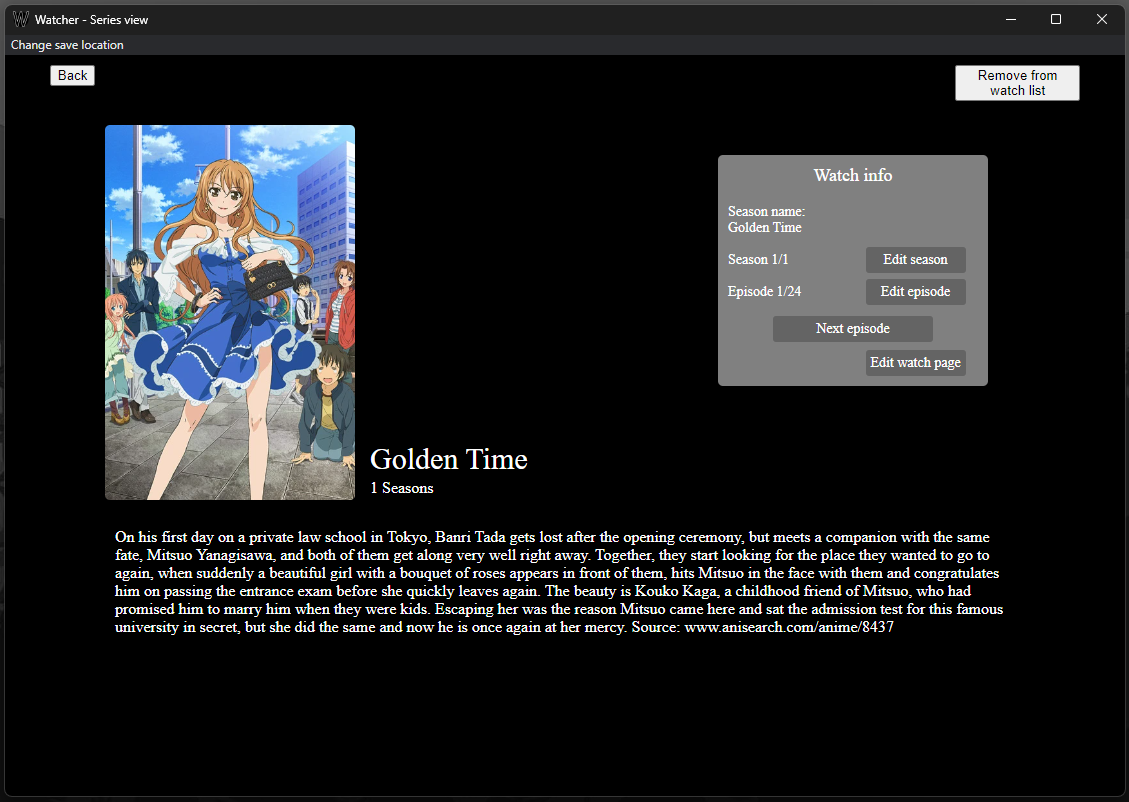 Watcher - Series view
Change save location
Back
Remove from
watch list
Watch info
Season name:
Golden Time
Season 1/1
Edit season
Episode 1/24
Edit episode
Next episode
Edit watch page
Golden Time
1 Seasons
On his first day on a private law school in Tokyo, Banri Tada gets lost after the opening ceremony, but meets a companion with the same
fate, Mitsuo Yanagisawa, and both of them get along very well right away. Together, they start looking for the place they wanted to go to
again, when suddenly a beautiful girl with a bouquet of roses appears in front of them, hits Mitsuo in the face with them and congratulates
him on passing the entrance exam before she quickly leaves again. The beauty is Kouko Kaga, a childhood friend of Mitsuo, who had
promised him to marry him when they were kids. Escaping her was the reason Mitsuo came here and sat the admission test for this famous
university in secret, but she did the same and now he is once again at her mercy. Source: www.anisearch.com/anime/8437